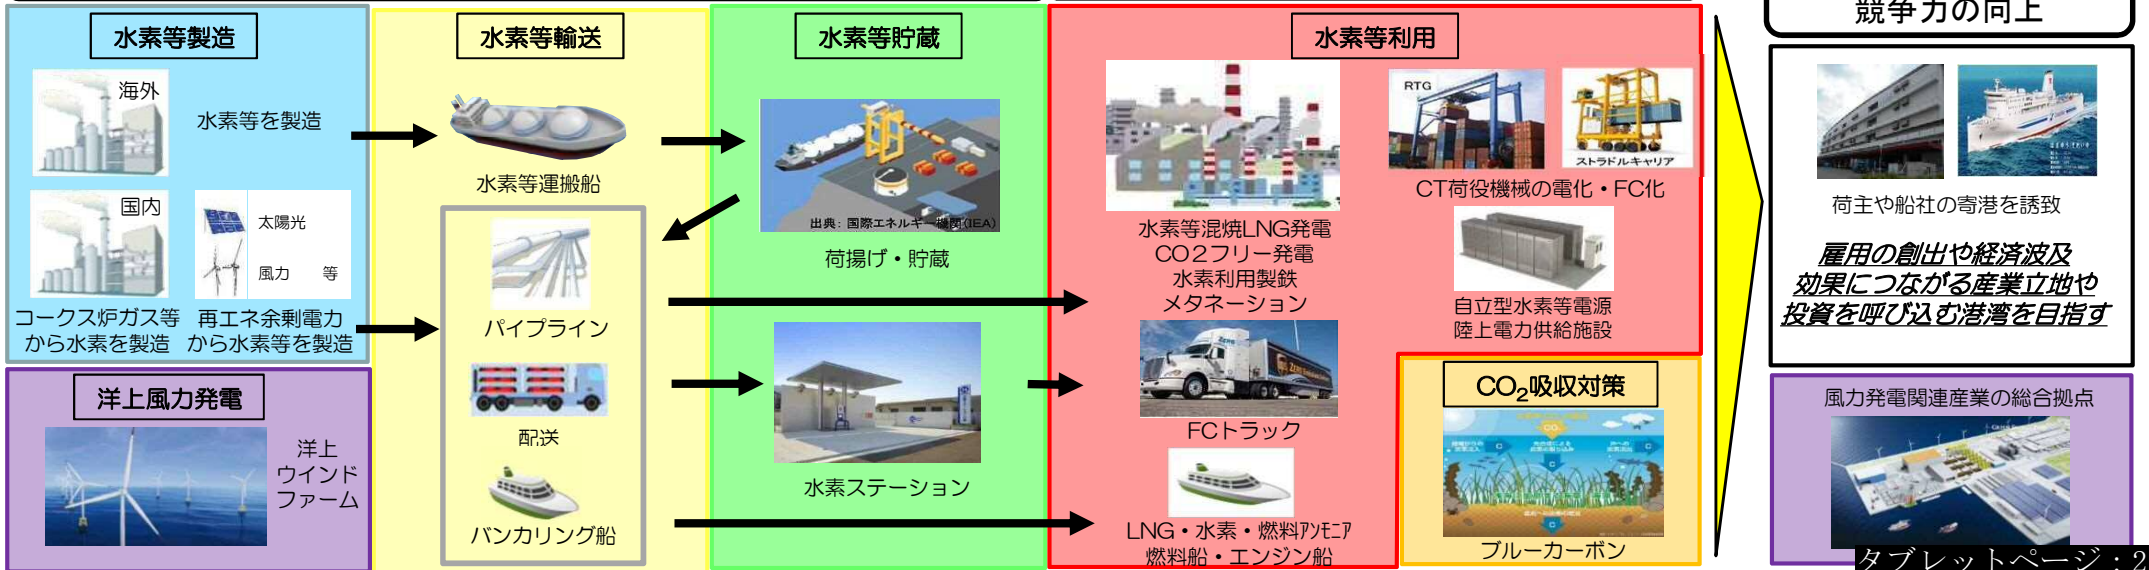 水素等製造
海外
水素等を製造
国内
太陽光
風力　等
コークス炉ガス等
から水素を製造
再エネ余剰電力
から水素等を製造
洋上風力発電
洋上
ウインド
ファーム
水素等輸送
水素等運搬船
パイプライン
配送
バンカリング船
水素等貯蔵
出典: 国際エネルギー機関(IEA)
荷揚げ・貯蔵
水素ステーション
水素等利用
水素等混焼LNG発電
CO2フリー発電
水素利用製鉄
メタネーション
RTG
ストラドルキャリア
CT荷役機械の電化・FC化
自立型水素等電源
陸上電力供給施設
FCトラック
LNG・水素・燃料アンモニア
燃料船・エンジン船
CO₂吸収対策
ブルーカーボン
競争力の向上
荷主や船社の寄港を誘致
雇用の創出や経済波及
効果につながる産業立地や
投資を呼び込む港湾を目指す
風力発電関連産業の総合拠点
タブレットページ：2